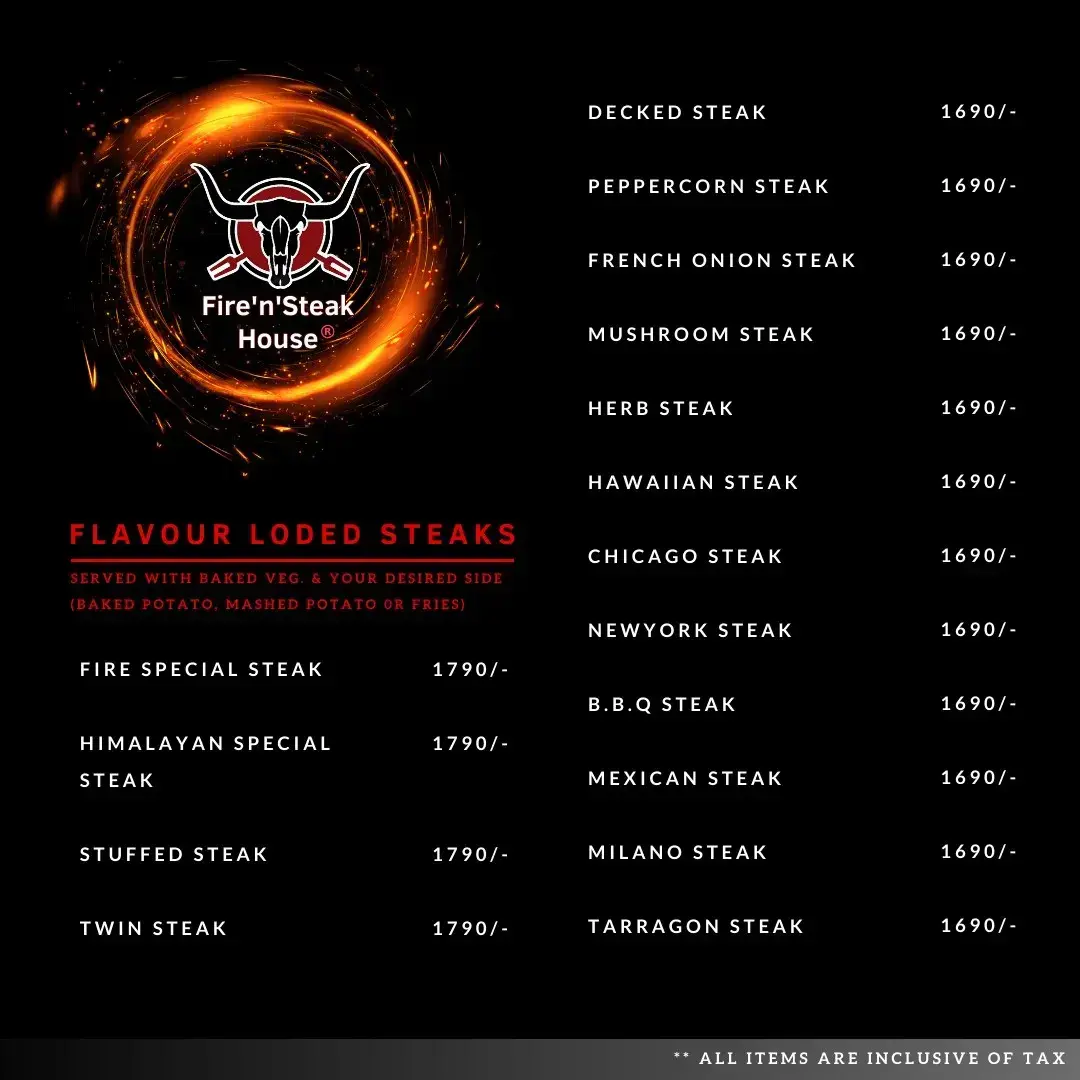 Fire'n'Steak
House®
FLAVOUR LODED STEAKS
SERVED WITH BAKED VEG. & YOUR DESIRED SIDE
(BAKED POTATO, MASHED POTATO 0R FRIES)
FIRE SPECIAL STEAK 1790/-
HIMALAYAN SPECIAL 1790/-
STEAK
STUFFED STEAK 1790/-
TWIN STEAK 1790/-
DECKED STEAK 1690/-
PEPPERCORN STEAK 1690/-
FRENCH ONION STEAK 1690/-
MUSHROOM STEAK 1690/-
HERB STEAK 1690/-
HAWAIIAN STEAK 1690/-
CHICAGO STEAK 1690/-
NEWYORK STEAK 1690/-
B.B.Q STEAK 1690/-
MEXICAN STEAK 1690/-
MILANO STEAK 1690/-
TARRAGON STEAK 1690/-
** ALL ITEMS ARE INCLUSIVE OF TAX